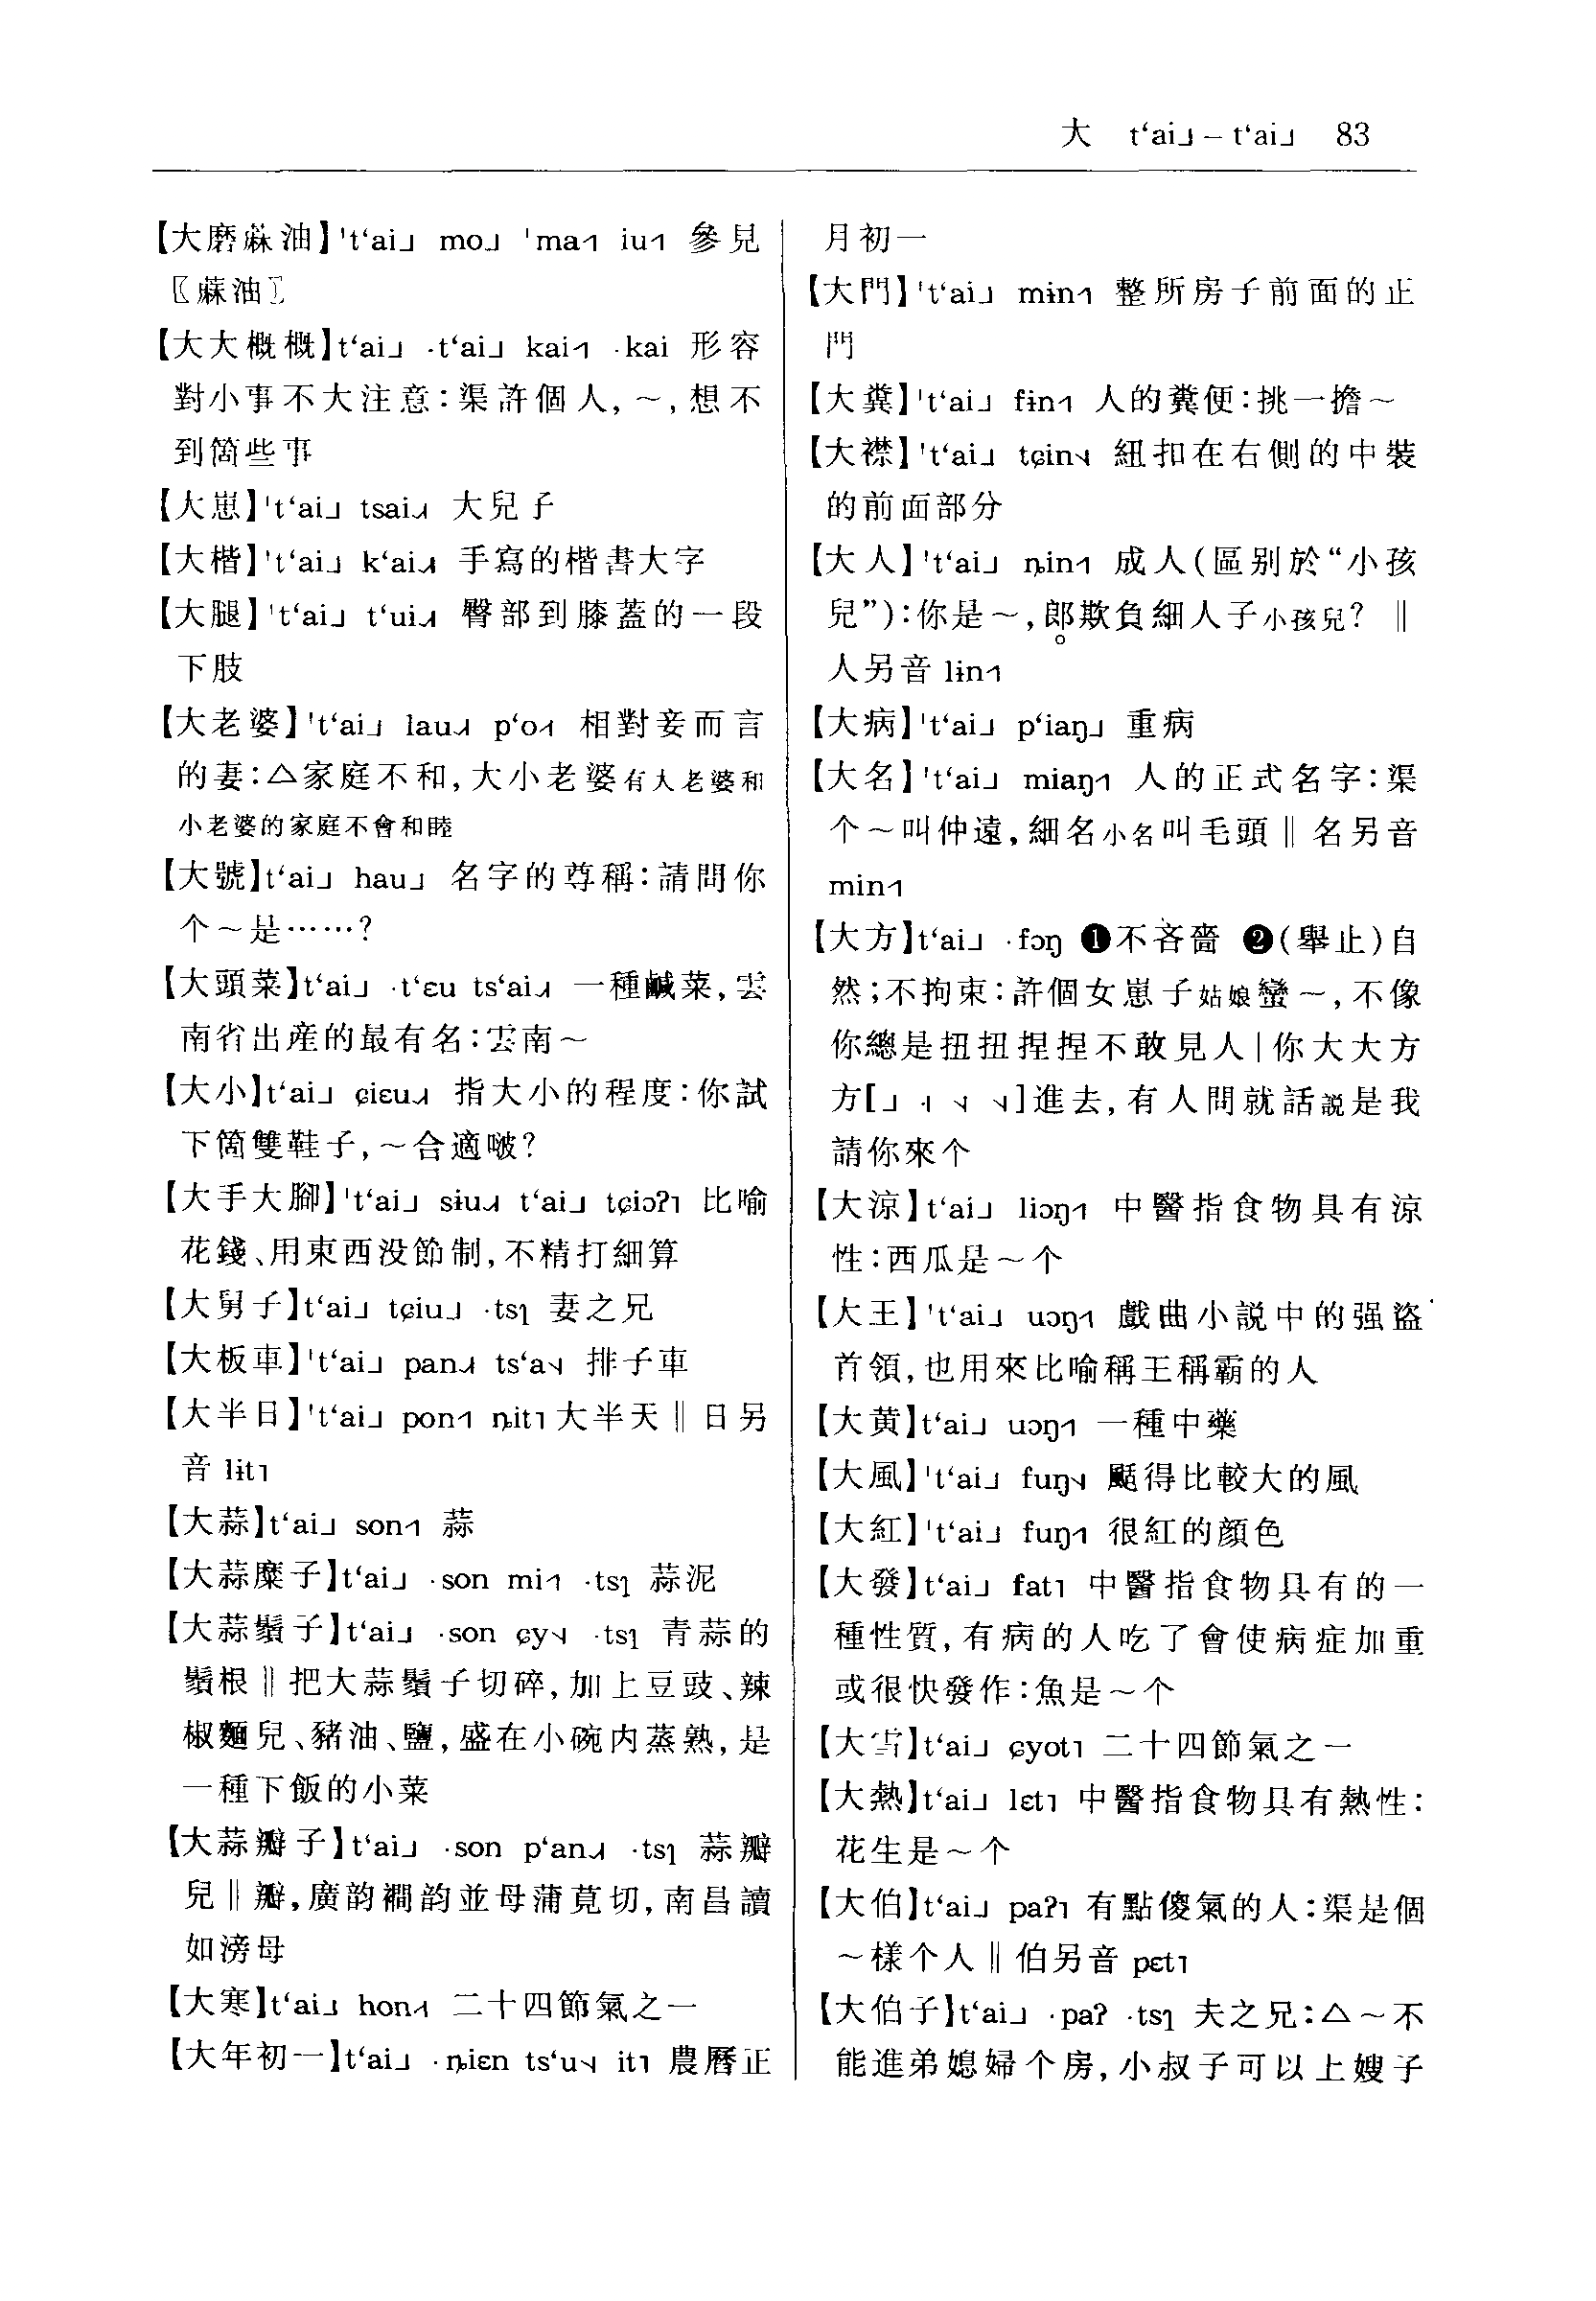 大 t‘ai˩ – t‘ai˩ 83
【大磨蔴油】ˈt‘ai˩ mo˩ ˈma˧˥ iu˧˥ 參見
〖蔴油〗
【大大概概】t‘ai˩ ·t‘ai˩ kai˧˥ ·kai 形容
對小事不大注意：渠許個人，～，想不
到箇些事
【大崽】ˈt‘ai˩ tsai˨˩˧ 大兒子
【大楷】ˈt‘ai˩ k‘ai˨˩˧ 手寫的楷書大字
【大腿】ˈt‘ai˩ t‘ui˨˩˧ 臀部到膝蓋的一段
下肢
【大老婆】ˈt‘ai˩ lau˨˩˧ p‘o˨˦ 相對妾而言
的妻：△家庭不和，大小老婆有大老婆和
小老婆的家庭不會和睦
【大號】t‘ai˩ hau˩ 名字的尊稱：請問你
个～是……？
【大頭菜】t‘ai˩ ·t‘ɛu ts‘ai˨˩˧ 一種鹹菜，雲
南省出産的最有名：雲南～
【大小】t‘ai˩ ɕiɛu˨˩˧ 指大小的程度：你試
下箇雙鞋子，～合適啵？
【大手大腳】ˈt‘ai˩ sɨu˨˩˧ t‘ai˩ tɕiɔʔ˥ 比喻
花錢、用東西没節制，不精打細算
【大舅子】t‘ai˩ tɕiu˩ ·tsɿ 妻之兄
【大板車】ˈt‘ai˩ pan˨˩˧ ts‘a˦˨ 排子車
【大半日】ˈt‘ai˩ pon˧˥ ȵit˥ 大半天‖日另
音 lɨt˥
【大蒜】t‘ai˩ son˧˥ 蒜
【大蒜糜子】t‘ai˩ ·son mi˧˥ ·tsɿ 蒜泥
【大蒜鬚子】t‘ai˩ ·son ɕy˦˨ ·tsɿ 青蒜的
鬚根‖把大蒜鬚子切碎，加上豆豉、辣
椒麵兒、豬油、鹽，盛在小碗内蒸熟，是
一種下飯的小菜
【大蒜瓣子】t‘ai˩ ·son p‘an˨˩˧ ·tsɿ 蒜瓣
兒‖瓣，廣韵襉韵並母蒲莧切，南昌讀
如滂母
【大寒】t‘ai˩ hon˨˦ 二十四節氣之一
【大年初一】t‘ai˩ ·ȵiɛn ts‘u˦˨ it˥ 農曆正
月初一
【大門】ˈt‘ai˩ mɨn˧˥ 整所房子前面的正
門
【大糞】ˈt‘ai˩ fɨn˧˥ 人的糞便：挑一擔～
【大襟】ˈt‘ai˩ tɕin˦˨ 紐扣在右側的中裝
的前面部分
【大人】ˈt‘ai˩ ȵin˧˥ 成人（區别於“小孩
兒”）：你是～，郎欺負細人子小孩兒？ ‖
人另音 lɨn˧˥
【大病】ˈt‘ai˩ p‘iaŋ˩ 重病
【大名】ˈt‘ai˩ miaŋ˧˥ 人的正式名字：渠
个～叫仲遠，細名小名叫毛頭‖名另音
min˧˥
【大方】t‘ai˩ ·fɔŋ ❶不吝嗇 ❷（舉止）自
然；不拘束：許個女崽子姑娘蠻～，不像
你總是扭扭捏捏不敢見人｜你大大方
方[˩ ·˧ ˦˨ ˦˨]進去，有人問就話説是我
請你來个
【大涼】t‘ai˩ liɔŋ˧˥ 中醫指食物具有涼
性：西瓜是～个
【大王】ˈt‘ai˩ uɔŋ˧˥ 戲曲小説中的强盜
首領，也用來比喻稱王稱霸的人
【大黄】t‘ai˩ uɔŋ˧˥ 一種中藥
【大風】ˈt‘ai˩ fuŋ˦˨ 颳得比較大的風
【大紅】ˈt‘ai˩ fuŋ˧˥ 很紅的顔色
【大發】t‘ai˩ fat˥ 中醫指食物具有的一
種性質，有病的人吃了會使病症加重
或很快發作：魚是～个
【大雪】t‘ai˩ ɕyot˥ 二十四節氣之一
【大熱】t‘ai˩ lɛt˥ 中醫指食物具有熱性：
花生是～个
【大伯】t‘ai˩ paʔ˥ 有點傻氣的人：渠是個
～樣个人‖伯另音 pɛt˥
【大伯子】t‘ai˩ ·paʔ ·tsɿ 夫之兄：△～不
能進弟媳婦个房，小叔子可以上嫂子